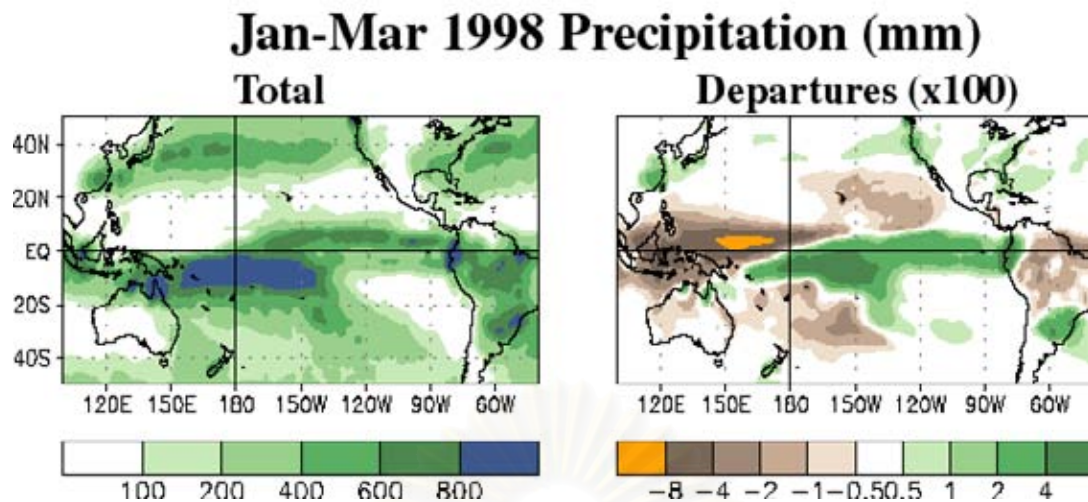 Jan-Mar 1998 Precipitation (mm)
Total
Departures (x100)
40N
20N
EQ
20S
40S
120E 150E 180 150W 120W 90W 60W
120E 150E 180 150W 120W 90W 60W
100 200 400 600 800
-8 -4 -2 -1 -0.5 0.5 1 2 4